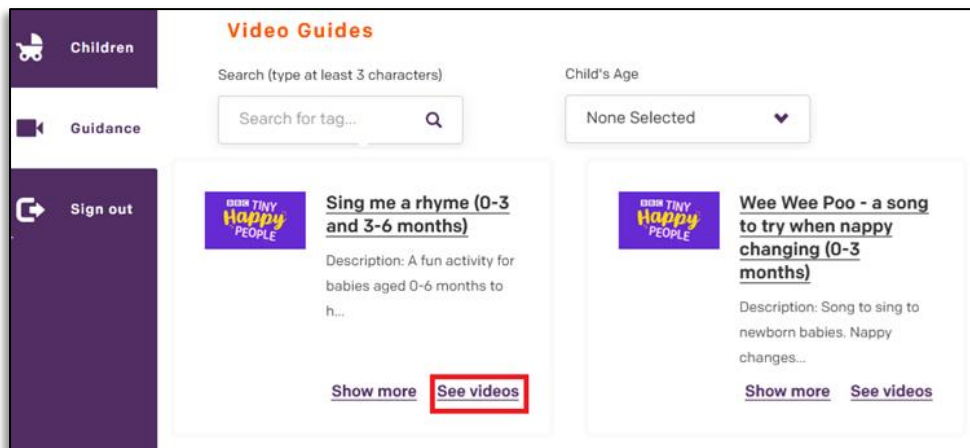 Children
Guidance
Sign out
Video Guides
Search (type at least 3 characters)
Search for tag...
Child's Age
None Selected
BBC TINY
Happy
PEOPLE
Sing me a rhyme (0-3
and 3-6 months)
Description: A fun activity for
babies aged 0-6 months to
h...
Show more See videos
BBC TINY
Happy
PEOPLE
Wee Wee Poo - a song
to try when nappy
changing (0-3
months)
Description: Song to sing to
newborn babies. Nappy
changes...
Show more See videos